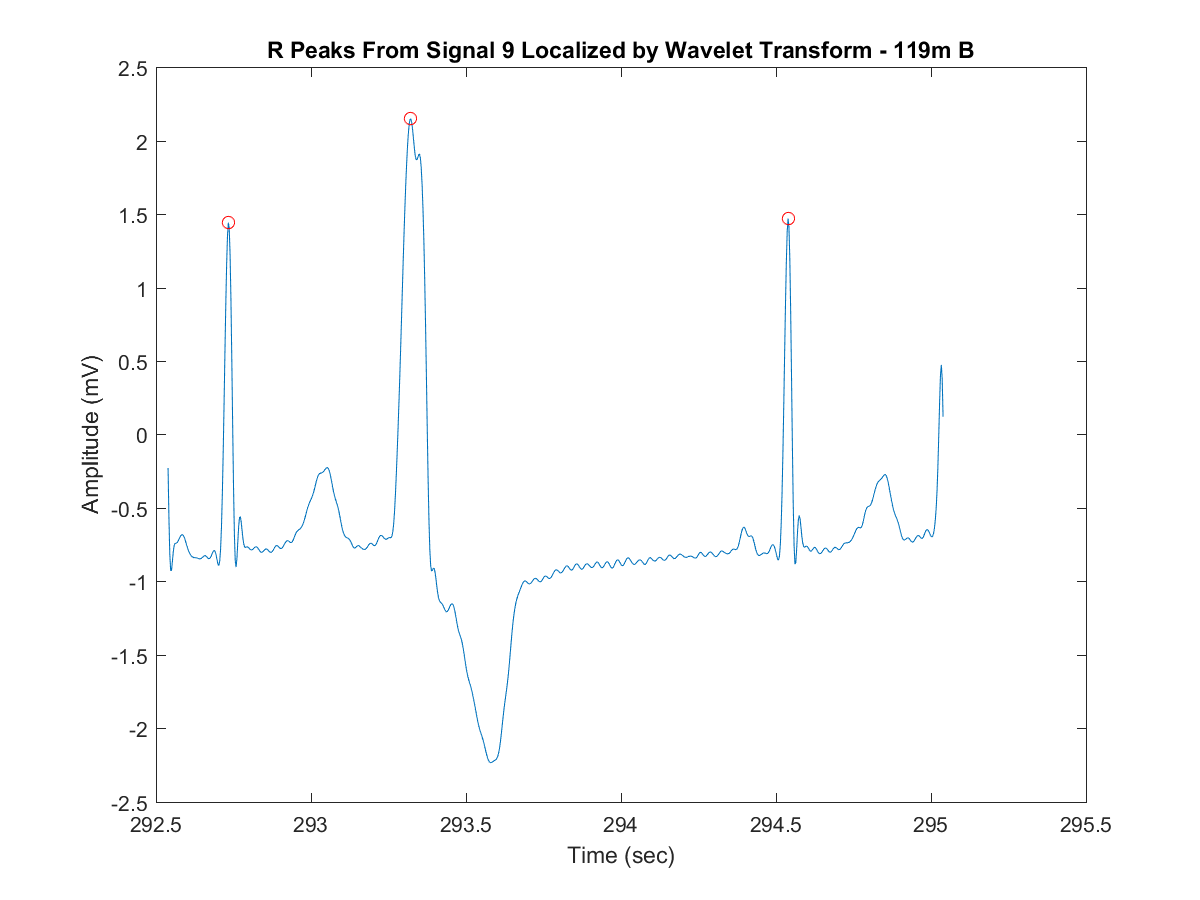 R Peaks From Signal 9 Localized by Wavelet Transform - 119m B
2.5
2
1.5
1
0.5
0
-0.5
-1
-1.5
-2
-2.5
Amplitude (mV)
292.5 293 293.5 294 294.5 295 295.5
Time (sec)